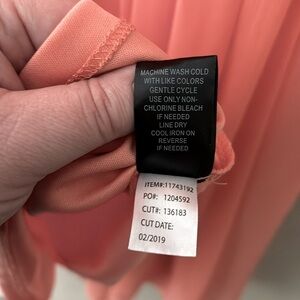 MACHINE WASH COLD
WITH LIKE COLORS
GENTLE CYCLE
USE ONLY NON-
CHLORINE BLEACH
IF NEEDED
LINE DRY
COOL IRON ON
REVERSE
IF NEEDED
ITEM#:11743192
PO#: 1204592
CUT#: 136183
CUT DATE:
02/2019